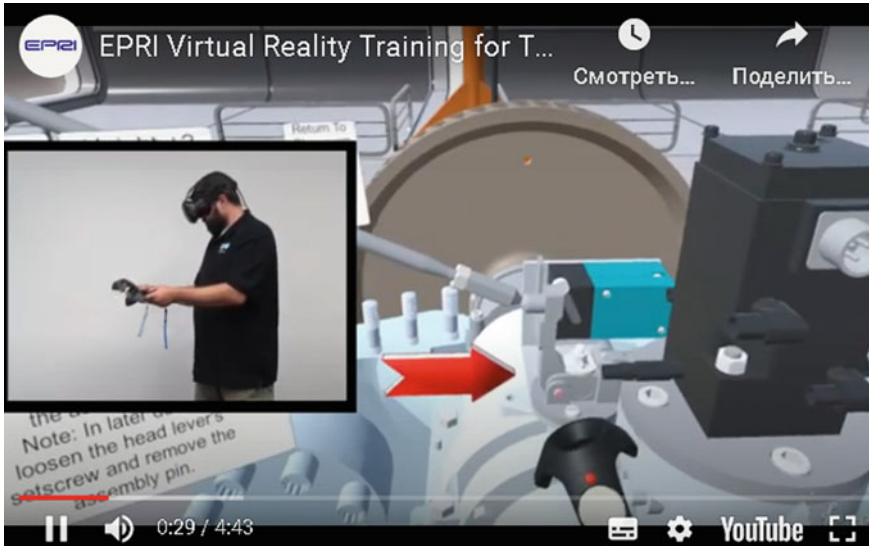 EPRI
EPRI Virtual Reality Training for T...
Смотреть...
Поделить...
Return To
the
Note: In later
loosen the head lever's
setscrew and remove the
assembly pin.
0:29 / 4:43
YouTube